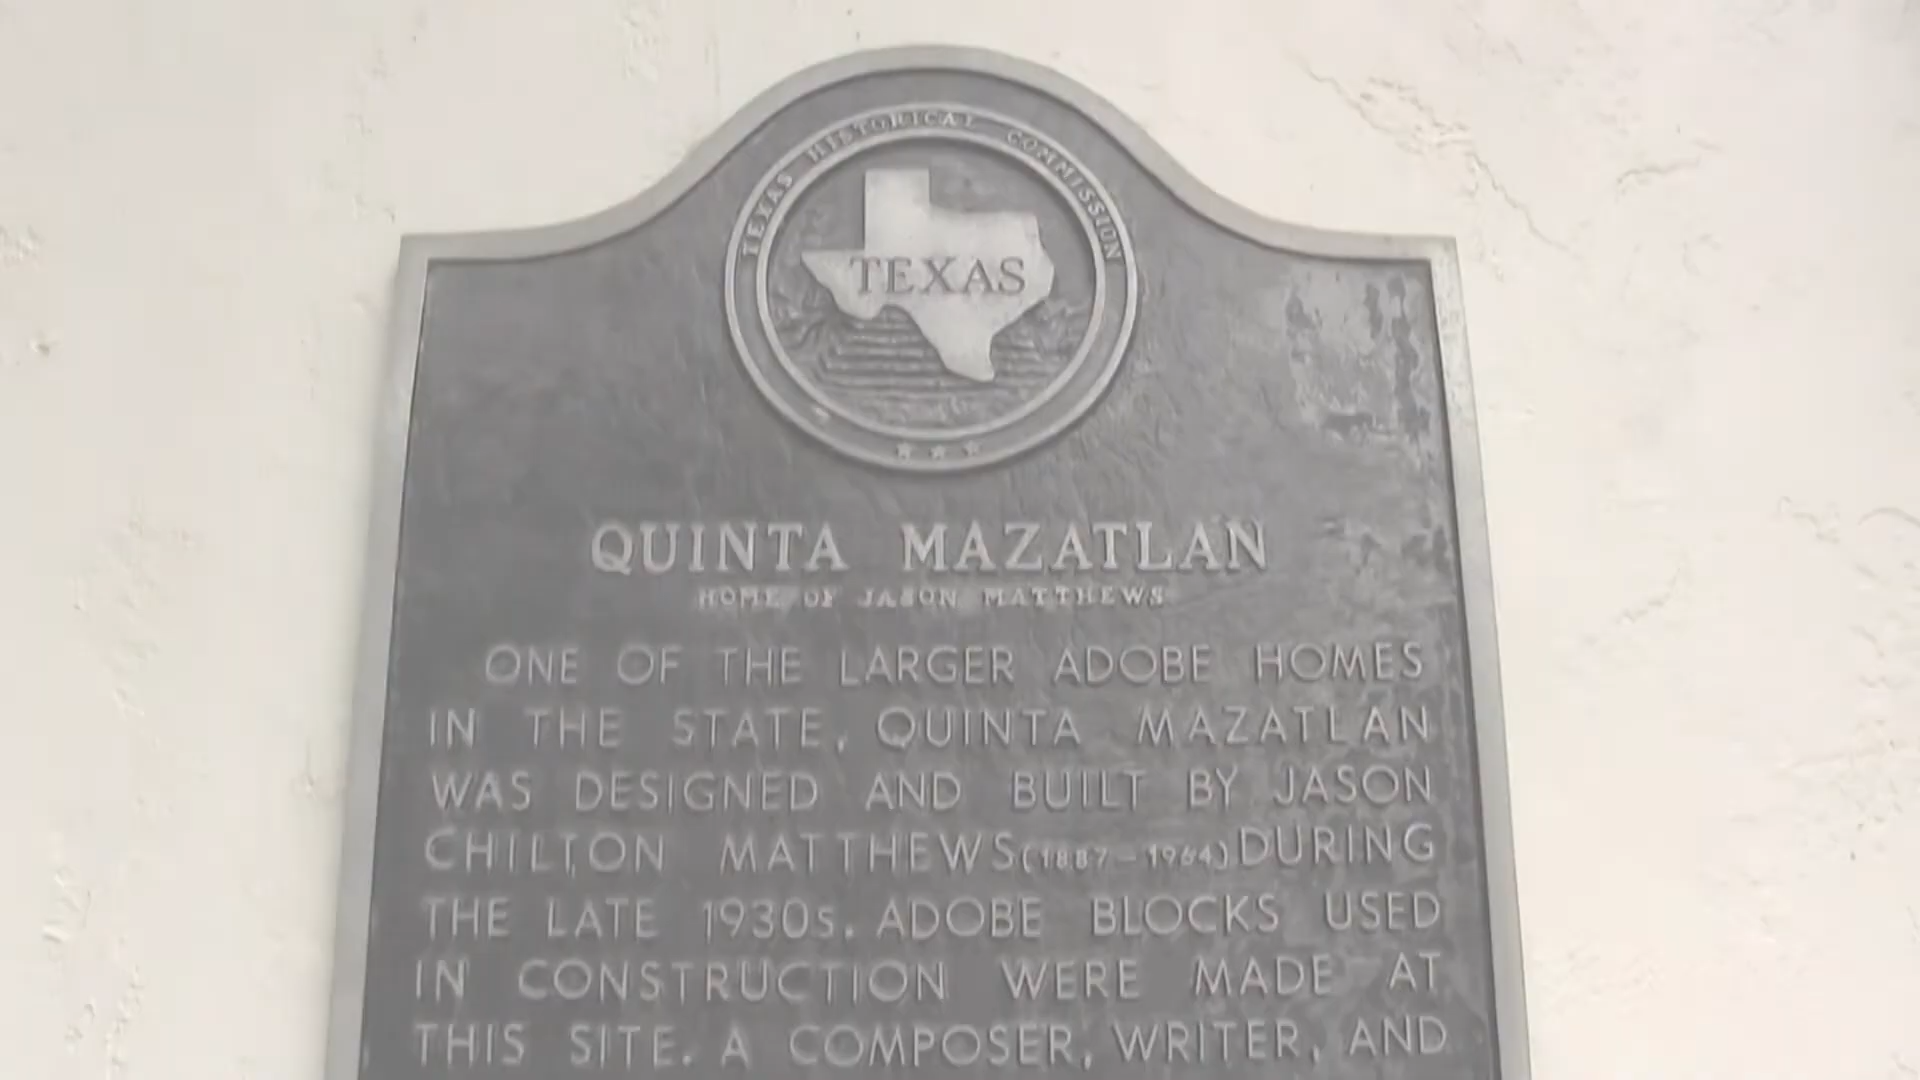 TEXAS HISTORICAL COMMISSION
TEXAS
QUINTA MAZATLAN
HOME OF JASON MATTHEWS
ONE OF THE LARGER ADOBE HOMES
IN THE STATE, QUINTA MAZATLAN
WAS DESIGNED AND BUILT BY JASON
CHILTON MATTHEWS (1887-1964) DURING
THE LATE 1930s. ADOBE BLOCKS USED
IN CONSTRUCTION WERE MADE AT
THIS SITE. A COMPOSER, WRITER, AND